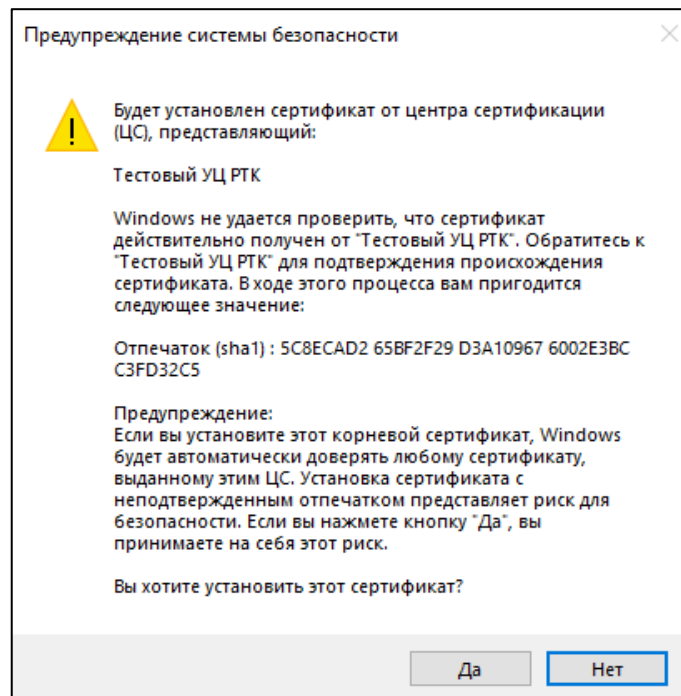 Предупреждение системы безопасности
Будет установлен сертификат от центра сертификации
(ЦС), представляющий:
Тестовый УЦ РТК
Windows не удается проверить, что сертификат
действительно получен от "Тестовый УЦ РТК". Обратитесь к
"Тестовый УЦ РТК" для подтверждения происхождения
сертификата. В ходе этого процесса вам пригодится
следующее значение:
Отпечаток (sha1) : 5C8ECAD2 65BF2F29 D3A10967 6002E3BC
C3FD32C5
Предупреждение:
Если вы установите этот корневой сертификат, Windows
будет автоматически доверять любому сертификату,
выданному этим ЦС. Установка сертификата с
неподтвержденным отпечатком представляет риск для
безопасности. Если вы нажмете кнопку "Да", вы
принимаете на себя этот риск.
Вы хотите установить этот сертификат?
Да Нет